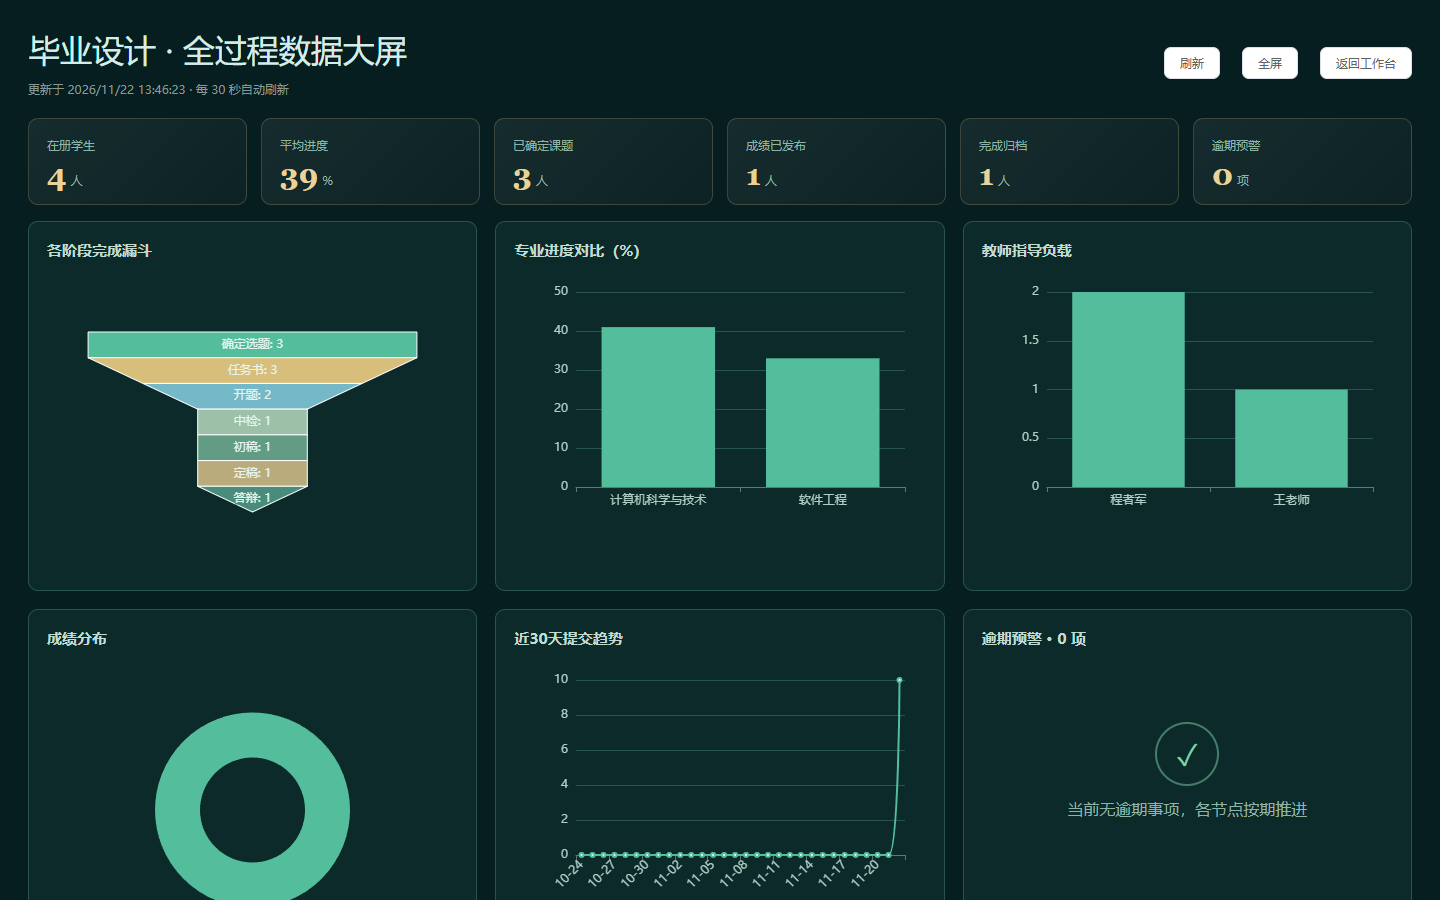 毕业设计 · 全过程数据大屏
更新于 2026/11/22 13:46:23 · 每 30 秒自动刷新
刷新
全屏
返回工作台
在册学生
4 人
平均进度
39 %
已确定课题
3 人
成绩已发布
1 人
完成归档
1 人
逾期预警
0 项
各阶段完成漏斗
确定选题: 3
任务书: 3
开题: 2
中检: 1
初稿: 1
定稿: 1
答辩: 1
专业进度对比（%）
50
40
30
20
10
0
计算机科学与技术
软件工程
教师指导负载
2
1.5
1
0.5
0
程者军
王老师
成绩分布
近30天提交趋势
10
8
6
4
2
0
10-24
10-27
10-30
11-02
11-05
11-08
11-11
11-14
11-17
11-20
逾期预警 • 0 项
✓
当前无逾期事项，各节点按期推进